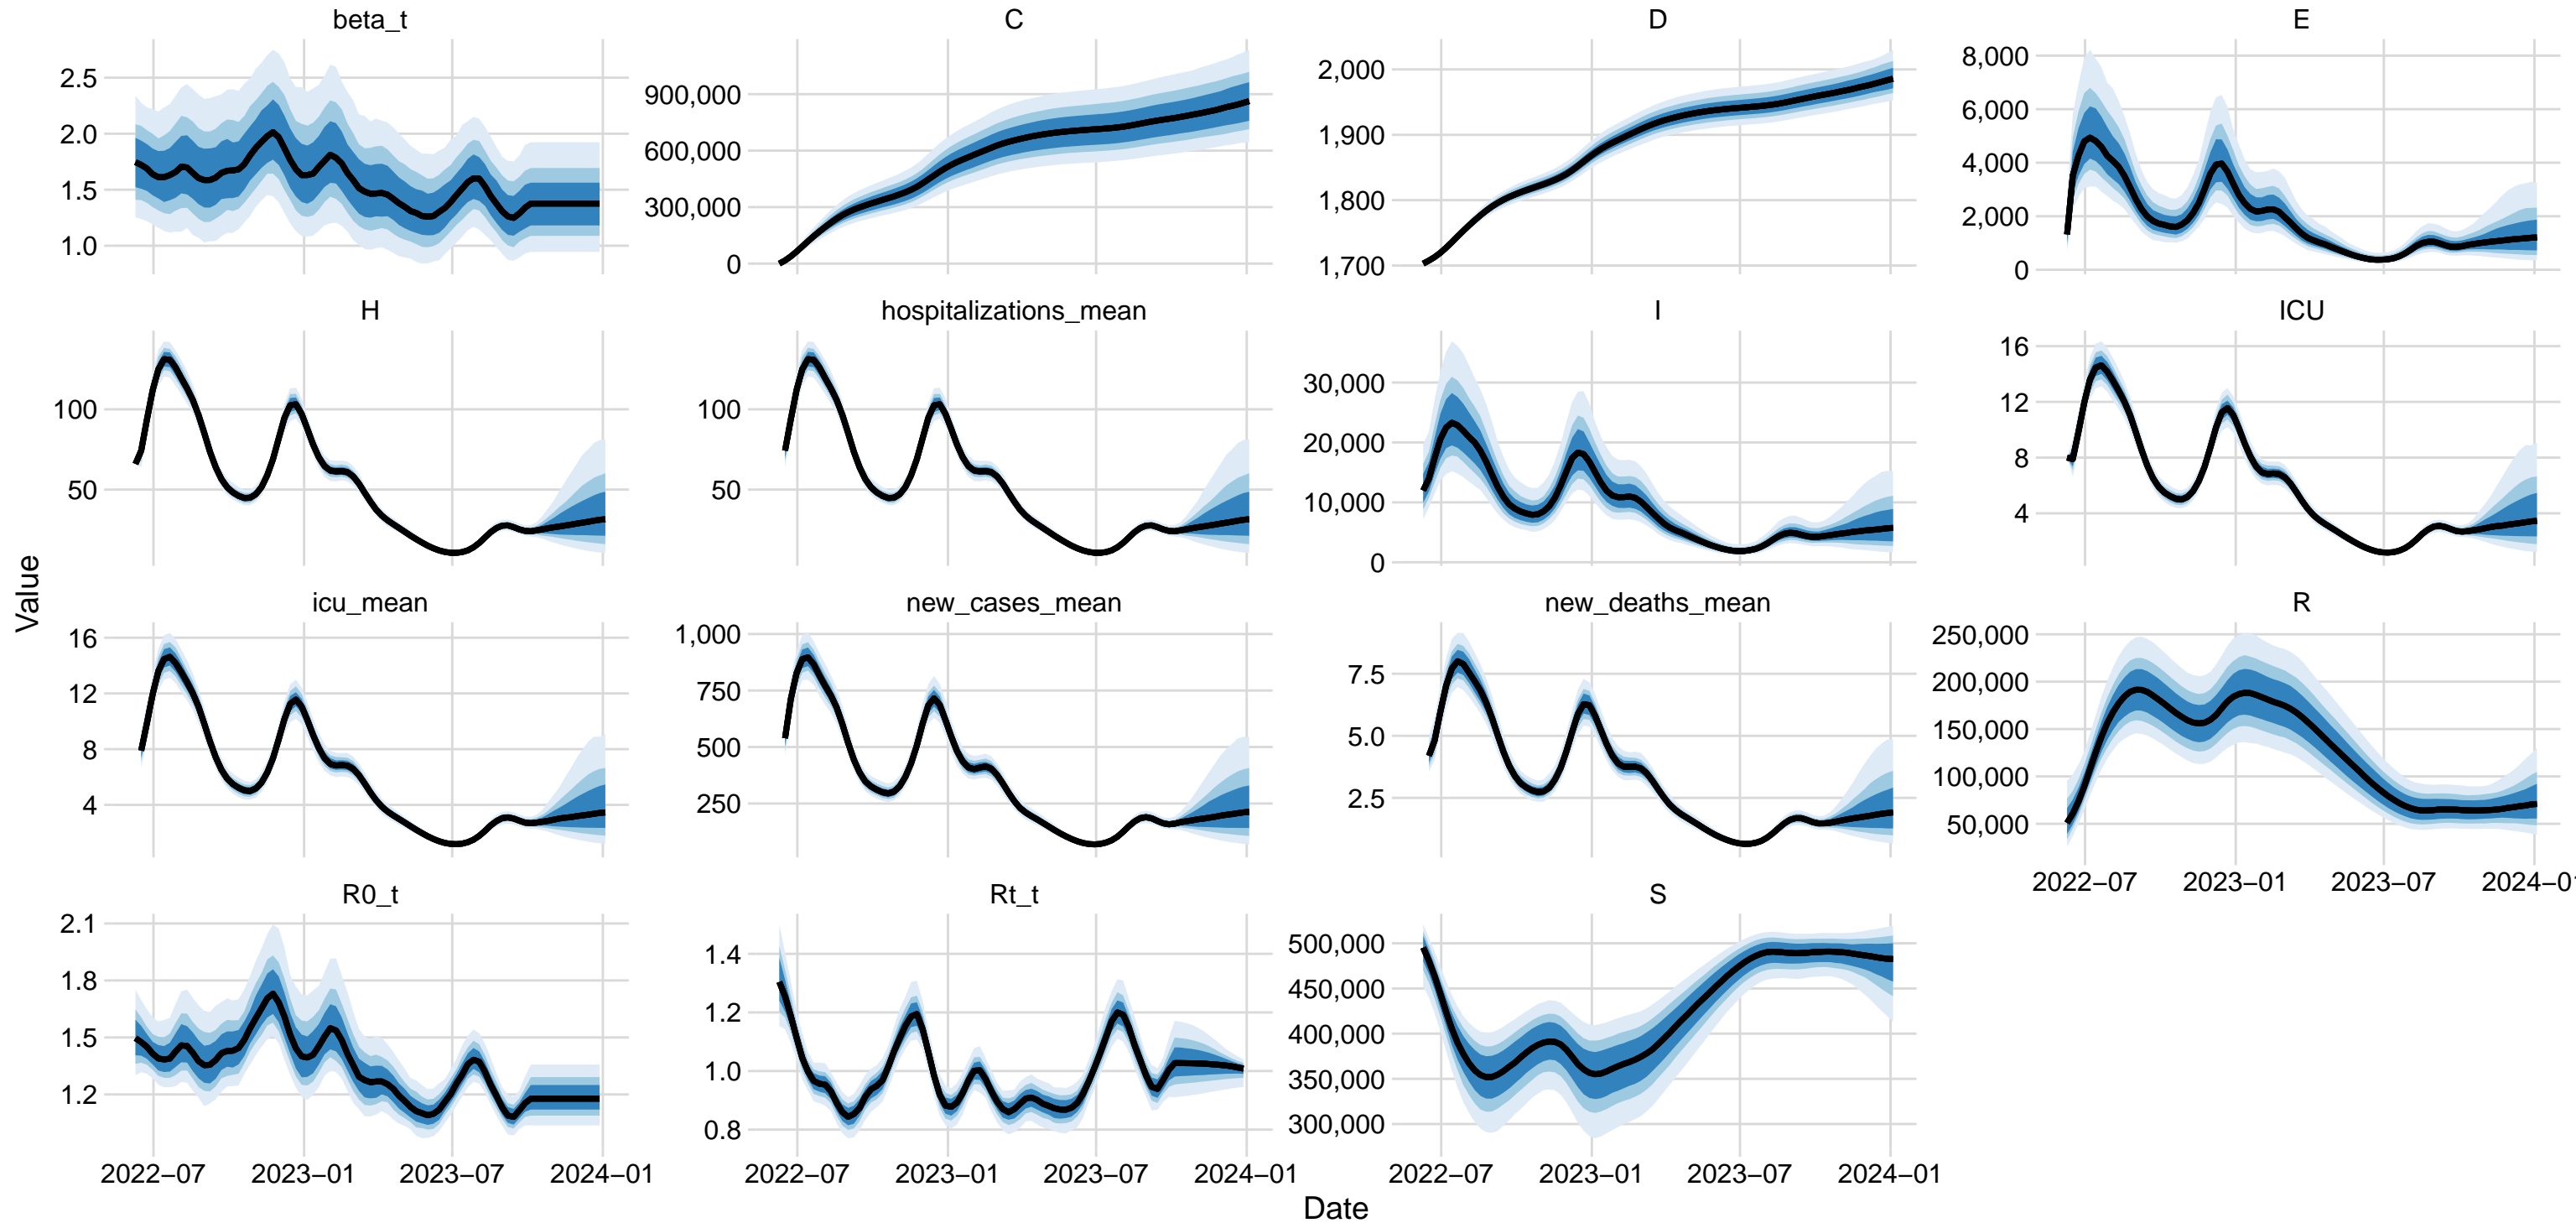 beta_t C D E
2.5 2.0 1.5 1.0
900,000 600,000 300,000 0
2,000 1,900 1,800 1,700
8,000 6,000 4,000 2,000 0
H hospitalizations_mean I ICU
100 50
100 50
30,000 20,000 10,000 0
16 12 8 4
Value
icu_mean new_cases_mean new_deaths_mean R
16 12 8 4
1,000 750 500 250
7.5 5.0 2.5
250,000 200,000 150,000 100,000 50,000
2022−07 2023−01 2023−07 2024−01
R0_t Rt_t S
2.1 1.8 1.5 1.2
1.4 1.2 1.0 0.8
500,000 450,000 400,000 350,000 300,000
2022−07 2023−01 2023−07 2024−01
2022−07 2023−01 2023−07 2024−01
2022−07 2023−01 2023−07 2024−01
Date